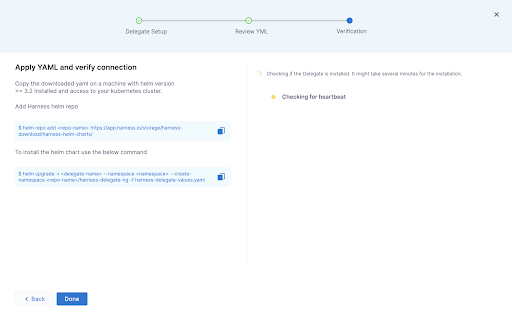 Delegate Setup
Review YML
Verification
Apply YAML and verify connection
Copy the downloaded yaml on a machine with helm version
>= 3.2 installed and access to your kubernetes cluster.
Add Harness helm repo
$ helm repo add <repo-name> https://app.harness.io/storage/harness-
download/harness-helm-charts/
To install the helm chart use the below command
$ helm upgrade -i <delegate-name> --namespace <namespace> --create-
namespace <repo-name>/harness-delegate-ng -f harness-delegate-values.yaml
Checking if the Delegate is installed. It might take several minutes for the installation.
Checking for heartbeat
Back
Done